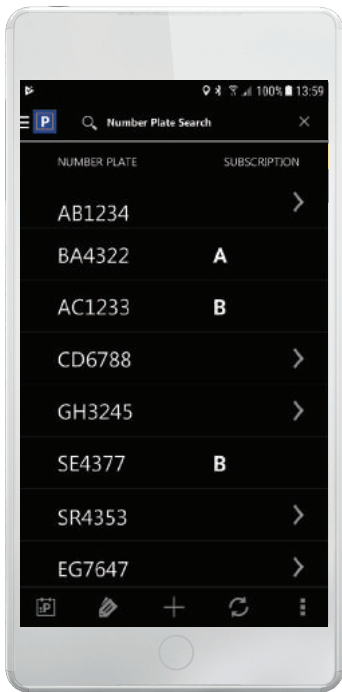 100% 13:59
P Number Plate Search ×
NUMBER PLATE SUBSCRIPTION
AB1234
BA4322 A
AC1233 B
CD6788
GH3245
SE4377 B
SR4353
EG7647
:P